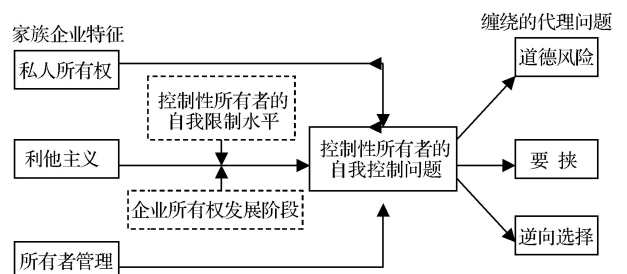 家族企业特征
缠绕的代理问题
私人所有权
道德风险
控制性所有者的
自我限制水平
利他主义
控制性所有者的
自我控制问题
要 挟
企业所有权发展阶段
逆向选择
所有者管理